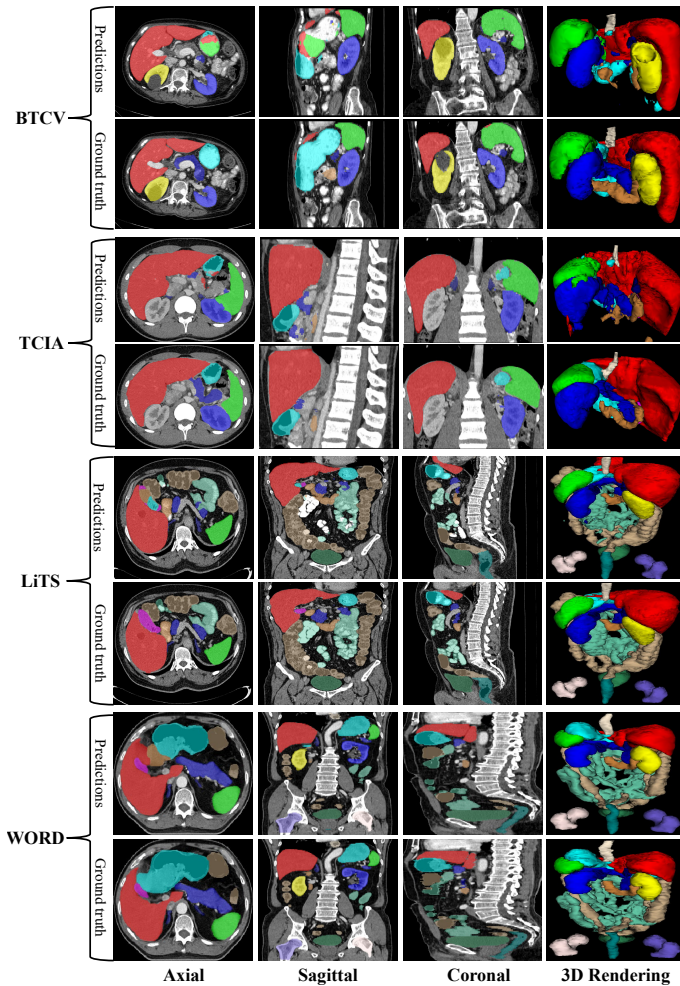 BTCV
Predictions
Ground truth
TCIA
Predictions
Ground truth
LiTS
Predictions
Ground truth
WORD
Predictions
Ground truth
Axial
Sagittal
Coronal
3D Rendering